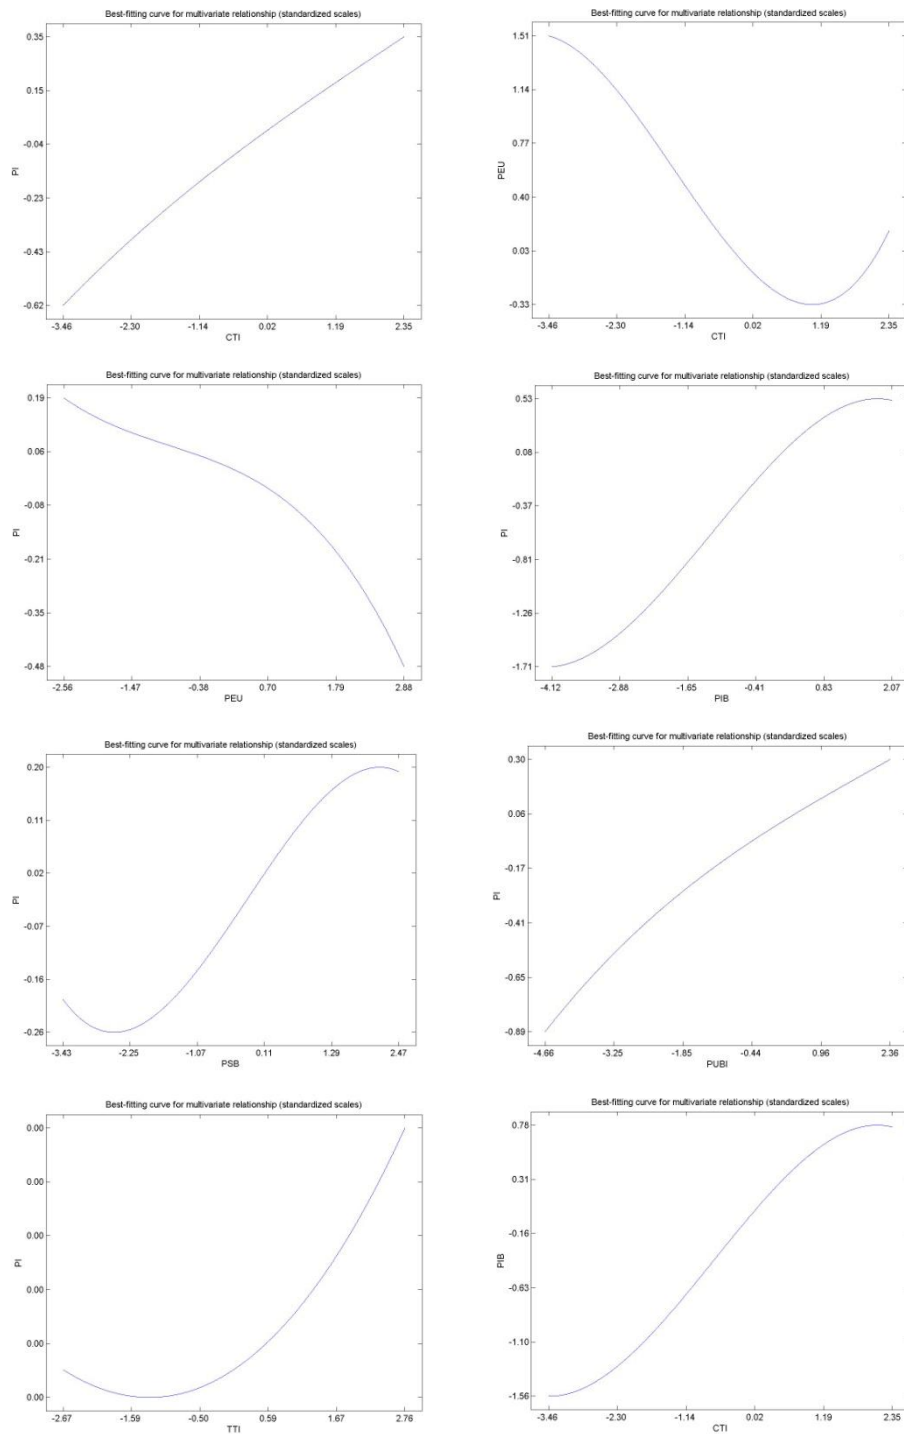 Best-fitting curve for multivariate relationship (standardized scales)
0.35
0.15
-0.04
-0.23
-0.43
-0.62
PI
-3.46 -2.30 -1.14 0.02 1.19 2.35
CTI
Best-fitting curve for multivariate relationship (standardized scales)
1.51
1.14
0.77
0.40
0.03
-0.33
PEU
-3.46 -2.30 -1.14 0.02 1.19 2.35
CTI
Best-fitting curve for multivariate relationship (standardized scales)
0.19
0.06
-0.08
-0.21
-0.35
-0.48
PI
-2.56 -1.47 -0.38 0.70 1.79 2.88
PEU
Best-fitting curve for multivariate relationship (standardized scales)
0.53
0.08
-0.37
-0.81
-1.26
-1.71
PI
-4.12 -2.88 -1.65 -0.41 0.83 2.07
PIB
Best-fitting curve for multivariate relationship (standardized scales)
0.20
0.11
0.02
-0.07
-0.16
-0.26
PI
-3.43 -2.25 -1.07 0.11 1.29 2.47
PSB
Best-fitting curve for multivariate relationship (standardized scales)
0.30
0.06
-0.17
-0.41
-0.65
-0.89
PI
-4.66 -3.25 -1.85 -0.44 0.96 2.36
PUBI
Best-fitting curve for multivariate relationship (standardized scales)
0.00
0.00
0.00
0.00
0.00
0.00
PI
-2.67 -1.59 -0.50 0.59 1.67 2.76
TTI
Best-fitting curve for multivariate relationship (standardized scales)
0.78
0.31
-0.16
-0.63
-1.10
-1.56
PIB
-3.46 -2.30 -1.14 0.02 1.19 2.35
CTI